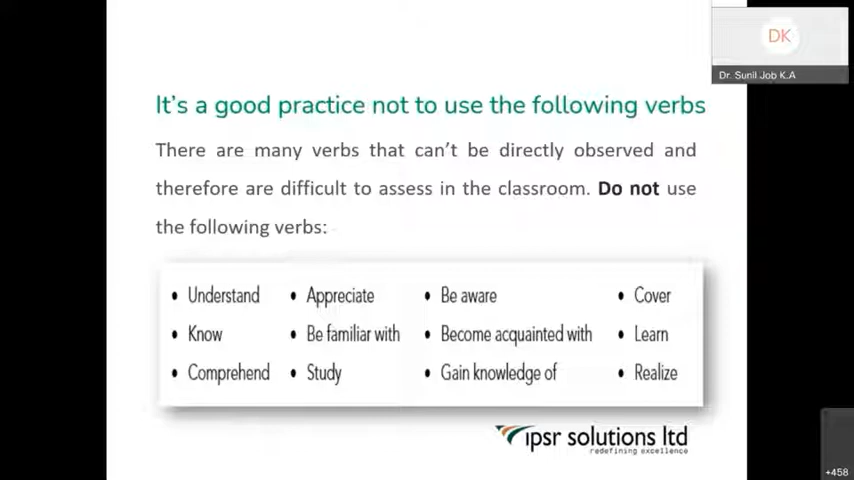 DK
Dr. Sunil Job K.A
It's a good practice not to use the following verbs
There are many verbs that can't be directly observed and
therefore are difficult to assess in the classroom. Do not use
the following verbs:
• Understand • Appreciate • Be aware • Cover
• Know • Be familiar with • Become acquainted with • Learn
• Comprehend • Study • Gain knowledge of • Realize
ipsr solutions ltd
redefining excellence
+458